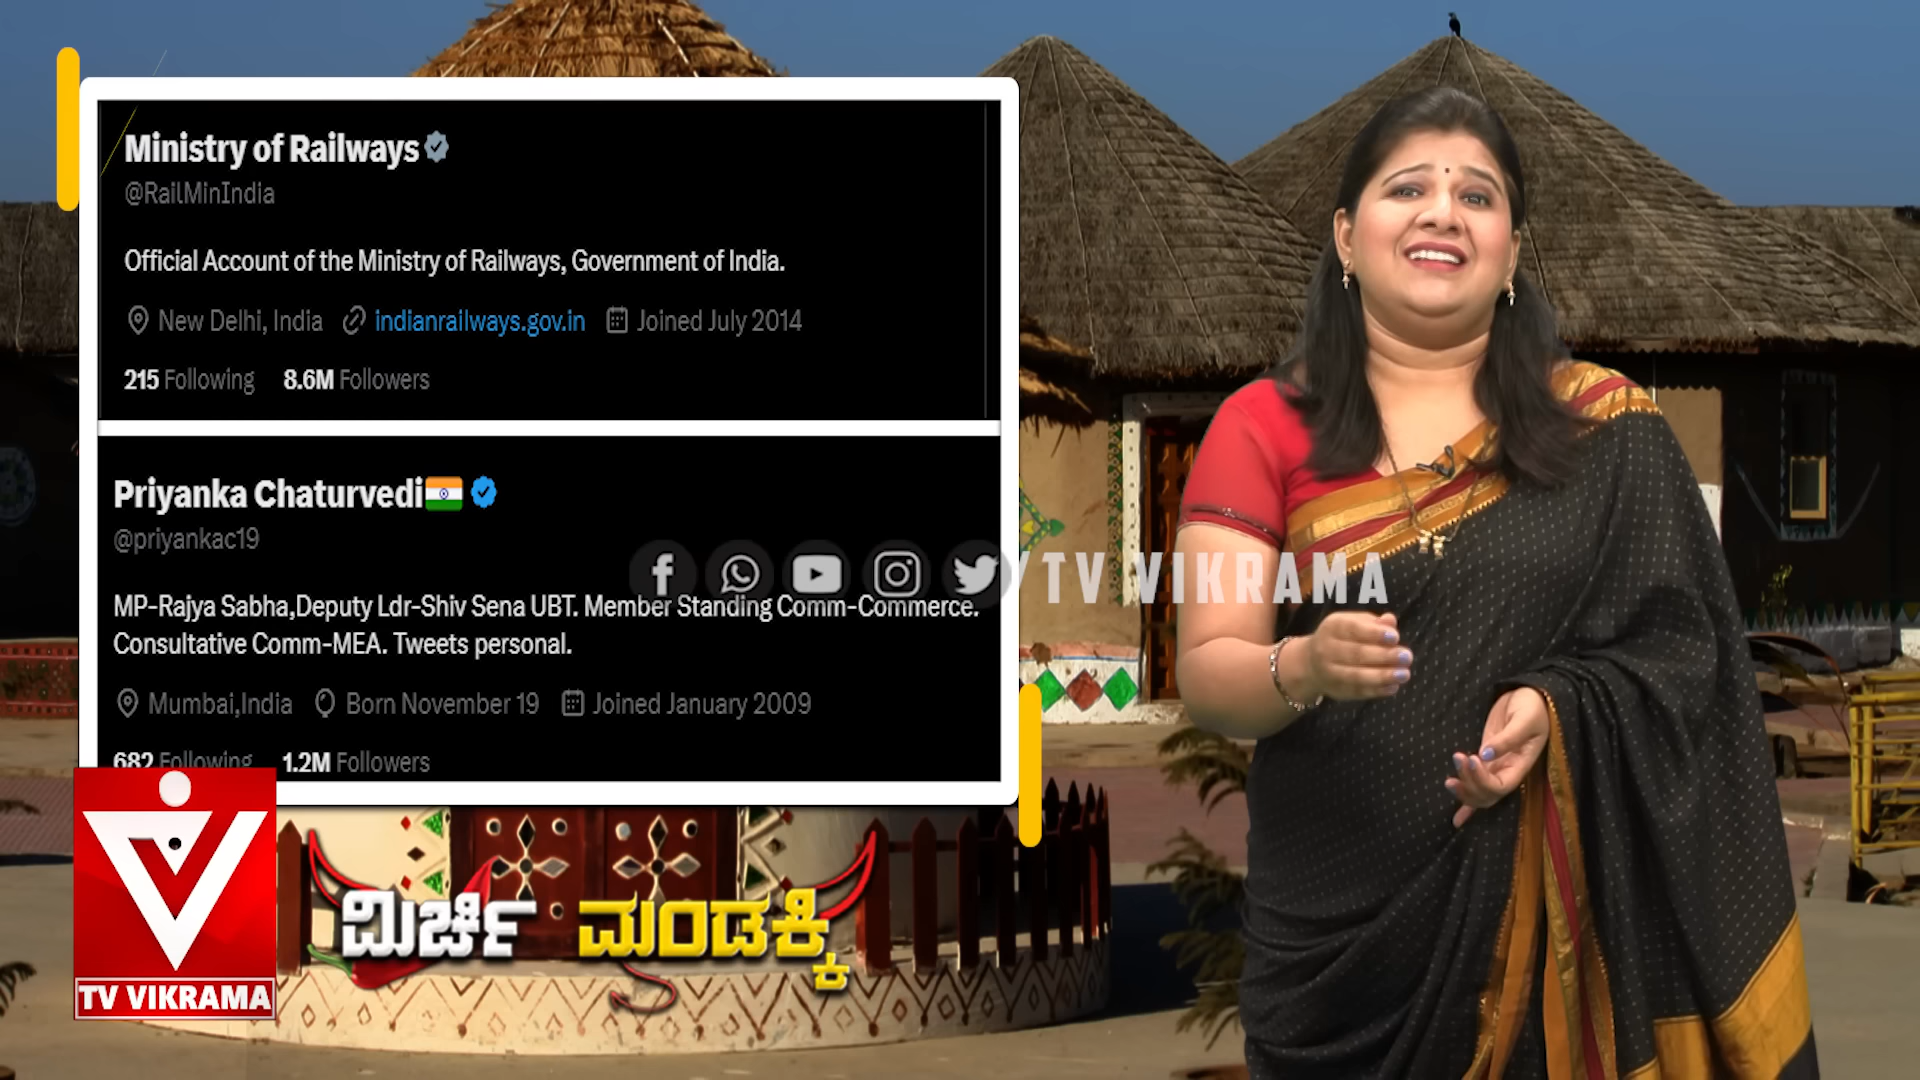 Ministry of Railways
@RailMinIndia
Official Account of the Ministry of Railways, Government of India.
New Delhi, India indianrailways.gov.in Joined July 2014
215 Following 8.6M Followers
Priyanka Chaturvedi
@priyankac19
MP-Rajya Sabha,Deputy Ldr-Shiv Sena UBT. Member Standing Comm-Commerce.
Consultative Comm-MEA. Tweets personal.
Mumbai,India Born November 19 Joined January 2009
682 Following 1.2M Followers
/TV VIKRAMA
ಮಿರ್ಚಿ ಮಂಡಕ್ಕಿ
TV VIKRAMA